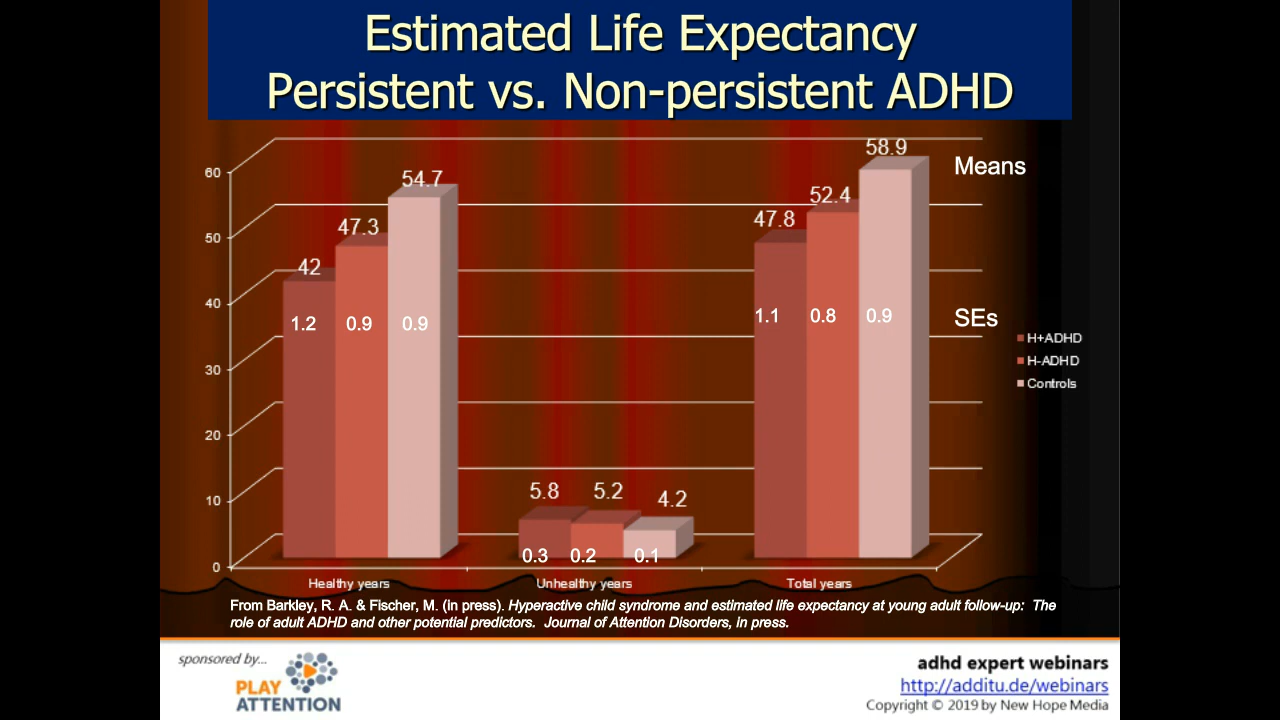 Estimated Life Expectancy
Persistent vs. Non-persistent ADHD
58.9
Means
60
54.7
52.4
47.8
47.3
50
42
40
1.2
0.9
0.9
1.1
0.8
0.9
SEs
H+ADHD
H-ADHD
Controls
30
20
10
5.8
5.2
4.2
0.3
0.2
0.1
0
Healthy years
Unhealthy years
Total years
From Barkley, R. A. & Fischer, M. (in press). Hyperactive child syndrome and estimated life expectancy at young adult follow-up: The
role of adult ADHD and other potential predictors. Journal of Attention Disorders, in press.
sponsored by...
PLAY
ATTENTION
adhd expert webinars
http://additu.de/webinars
Copyright © 2019 by New Hope Media